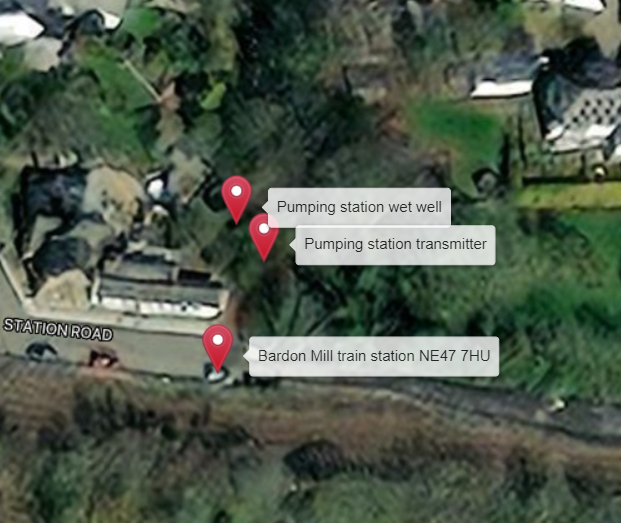 Pumping station wet well
Pumping station transmitter
STATION ROAD
Bardon Mill train station NE47 7HU